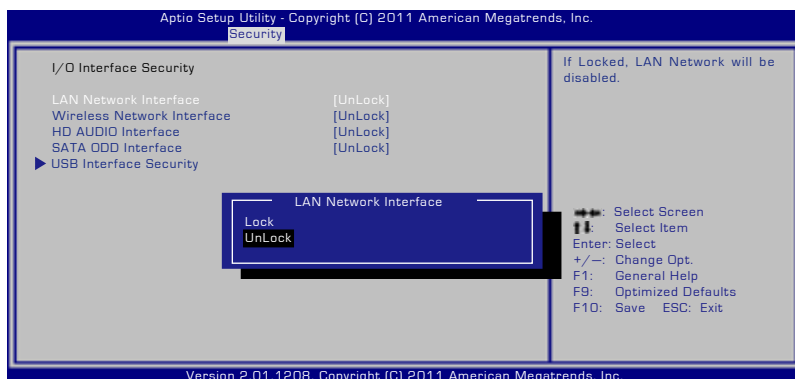 Aptio Setup Utility - Copyright (C) 2011 American Megatrends, Inc.
Security
I/O Interface Security
LAN Network Interface [UnLock]
Wireless Network Interface [UnLock]
HD AUDIO Interface [UnLock]
SATA ODD Interface [UnLock]
USB Interface Security
LAN Network Interface
Lock
UnLock
If Locked, LAN Network will be
disabled.
: Select Screen
: Select Item
Enter: Select
+/—: Change Opt.
F1: General Help
F9: Optimized Defaults
F10: Save ESC: Exit
Version 2.01.1208. Copyright (C) 2011 American Megatrends, Inc.